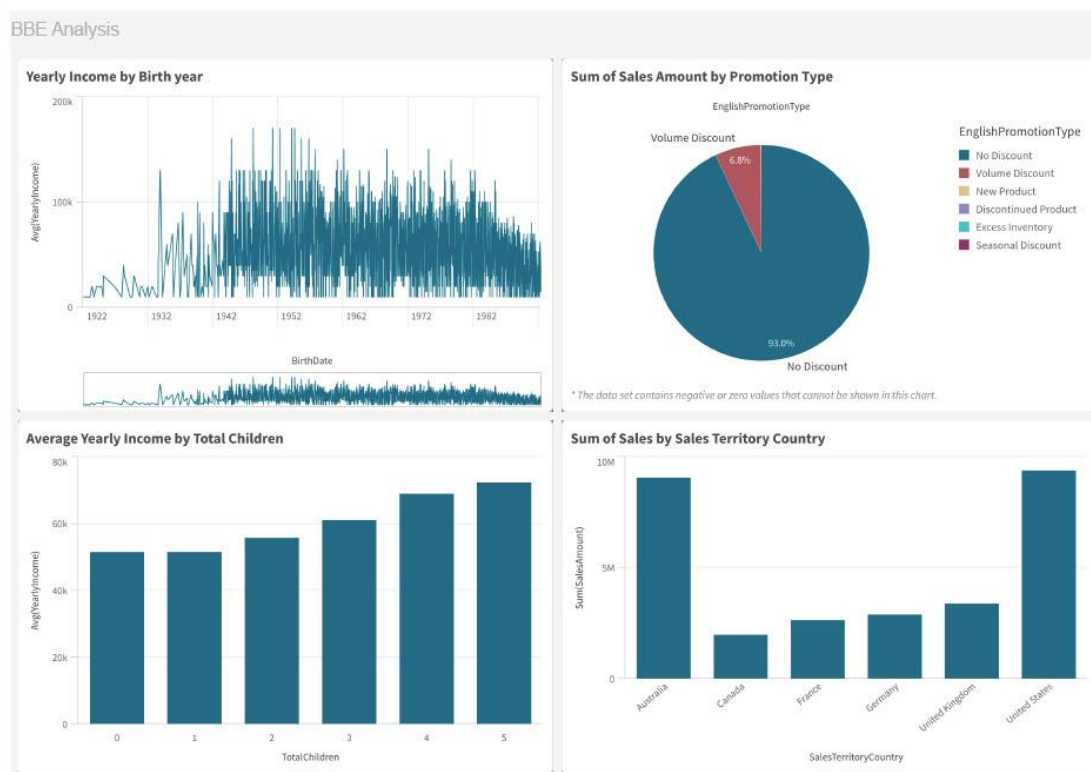 BBE Analysis
Yearly Income by Birth year
200k
100k
0
Avg(YearlyIncome)
1922 1932 1942 1952 1962 1972 1982
BirthDate
Sum of Sales Amount by Promotion Type
EnglishPromotionType
Volume Discount
6.8%
93.0%
No Discount
EnglishPromotionType
No Discount
Volume Discount
New Product
Discontinued Product
Excess Inventory
Seasonal Discount
* The data set contains negative or zero values that cannot be shown in this chart.
Average Yearly Income by Total Children
80k
60k
40k
20k
0
Avg(YearlyIncome)
0 1 2 3 4 5
TotalChildren
Sum of Sales by Sales Territory Country
10M
5M
0
Sum(SalesAmount)
Australia Canada France Germany United Kingdom United States
SalesTerritoryCountry